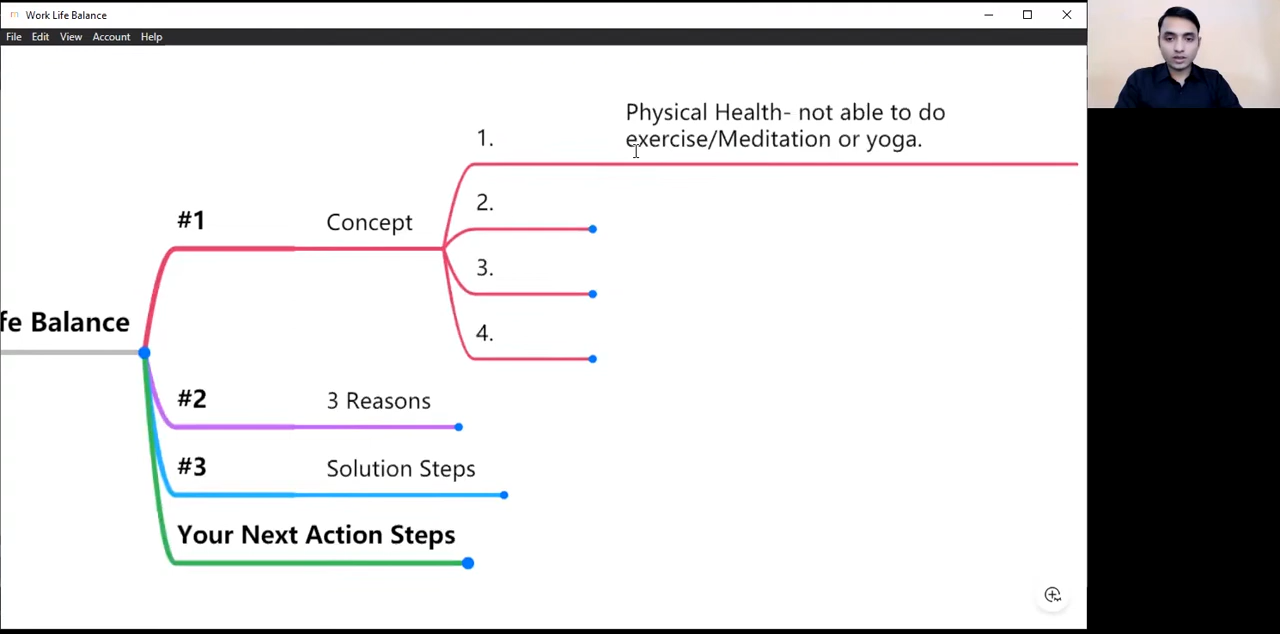 m Work Life Balance
File Edit View Account Help
Physical Health- not able to do
1. exercise/Meditation or yoga.
2.
#1 Concept
3.
fe Balance
4.
#2 3 Reasons
#3 Solution Steps
Your Next Action Steps